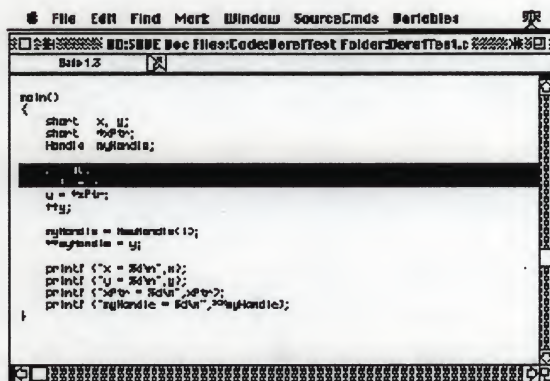 File Edit Find Mark Window SourceCmds Variables
HD:SADE Doc Files:Code:DerefTest Folder:DerefTest.c
main()
{
short x, y;
short *xPtr;
Handle myHandle;
y = *xPtr;
++y;
myHandle = NewHandle(1);
**myHandle = y;
printf ("x = %d\n",x);
printf ("y = %d\n",y);
printf ("xPtr = %d\n",xPtr);
printf ("myHandle = %d\n",**myHandle);
}